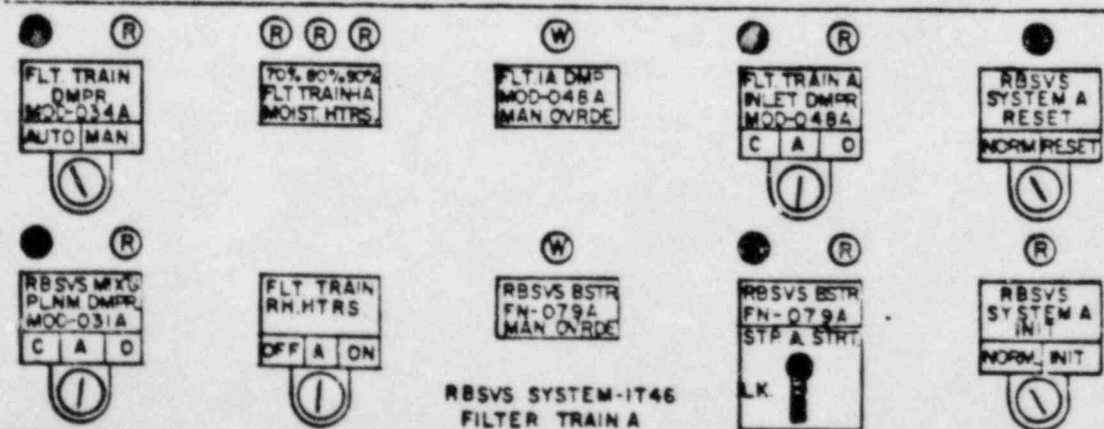 R
R R R
W
R
FLT. TRAIN
DMPR
MOD-034A
AUTO MAN
70% 80% 90%
FLT TRAIN-A
MOIST. HTRS.
FLT. 1A DMP
MOD-048A
MAN OVRDE
FLT. TRAIN A
INLET DMPR
MOD-048A
C A O
RBSVS
SYSTEM A
RESET
NORM RESET
R
W
R
R
RBSVS MIX'G
PLNM DMPR
MOD-031A
C A O
FLT TRAIN
RH. HTRS
OFF A ON
RBSVS BSTR
FN-079A
MAN OVRDE
RBSVS BSTR
FN-079A
STP A STRT
LK.
RBSVS
SYSTEM A
INIT
NORM INIT
RBSVS SYSTEM-1T46
FILTER TRAIN A